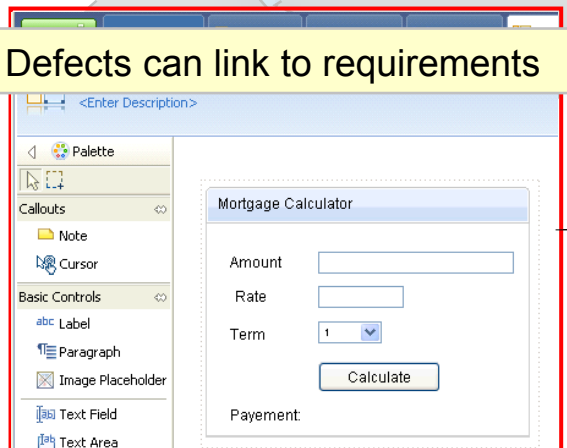 Defects can link to requirements
<Enter Description>
Palette
Callouts
Note
Cursor
Basic Controls
abc Label
Paragraph
Image Placeholder
Text Field
Text Area
Mortgage Calculator
Amount
Rate
Term
1
Calculate
Payement: